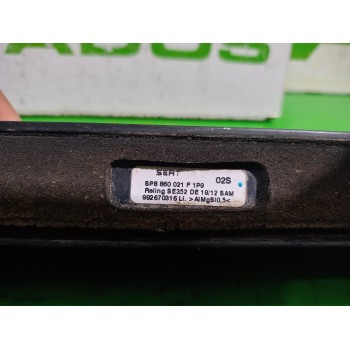 ADOS
SEAT
5P8 860 021 F 1P9 02S
Reling SE352 DE 19/12 SAM
992670316 LI. >AlMgSi0,5<